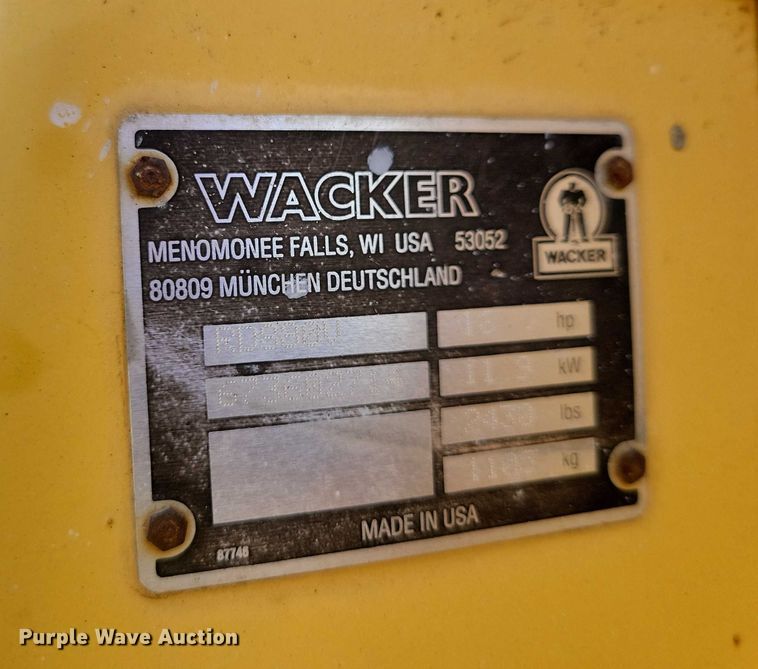 WACKER
MENOMONEE FALLS, WI USA 53052
80809 MÜNCHEN DEUTSCHLAND
WACKER
hp
kW
lbs
kg
MADE IN USA
87748
Purple Wave Auction